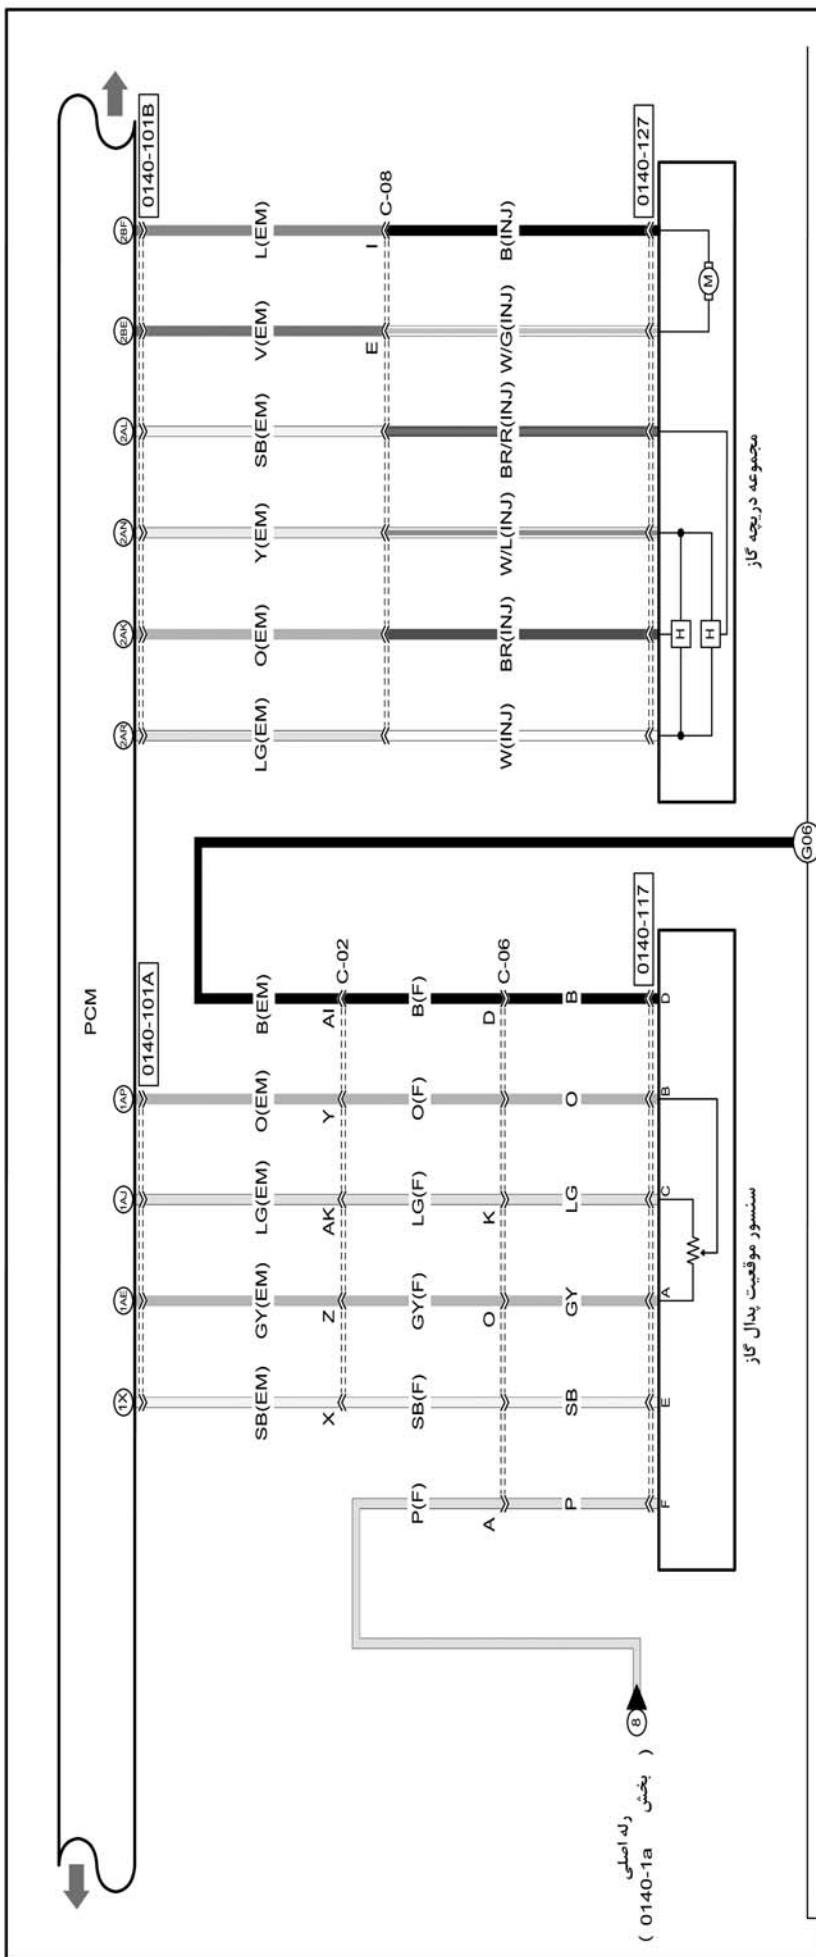 PCM
0140-101A
0140-101B
1X
1AE
1AJ
1AP
2AR
2AK
2AN
2AL
2BE
2BF
SB(EM)
GY(EM)
LG(EM)
O(EM)
B(EM)
LG(EM)
O(EM)
Y(EM)
SB(EM)
V(EM)
L(EM)
X
Z
AK
Y
AI
C-02
E
I
C-08
P(F)
SB(F)
GY(F)
LG(F)
O(F)
B(F)
A
O
K
D
C-06
P
SB
GY
LG
O
B
W(INJ)
BR(INJ)
W/L(INJ)
BR/R(INJ)
W/G(INJ)
B(INJ)
0140-117
0140-127
F
E
A
C
B
D
H
H
M
سنسور موقعیت پدال گاز
مجموعه دریچه گاز
8
رله اصلی
( بخش 0140-1a )
G06